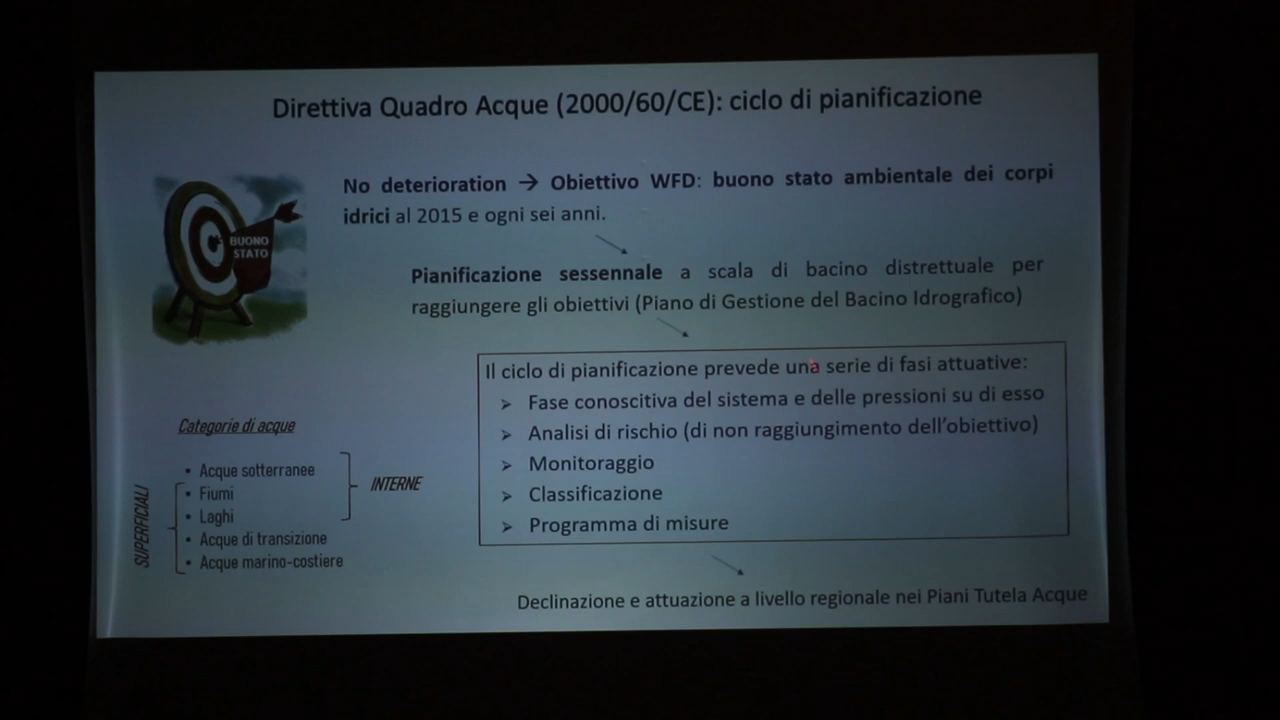 Direttiva Quadro Acque (2000/60/CE): ciclo di pianificazione
No deterioration → Obiettivo WFD: buono stato ambientale dei corpi
idrici al 2015 e ogni sei anni.
BUONO
STATO
Pianificazione sessennale a scala di bacino distrettuale per
raggiungere gli obiettivi (Piano di Gestione del Bacino Idrografico)
Il ciclo di pianificazione prevede una serie di fasi attuative:
➢ Fase conoscitiva del sistema e delle pressioni su di esso
➢ Analisi di rischio (di non raggiungimento dell'obiettivo)
➢ Monitoraggio
➢ Classificazione
➢ Programma di misure
Categorie di acque
• Acque sotterranee
• Fiumi
• Laghi
• Acque di transizione
• Acque marino-costiere
INTERNE
SUPERFICIALI
Declinazione e attuazione a livello regionale nei Piani Tutela Acque